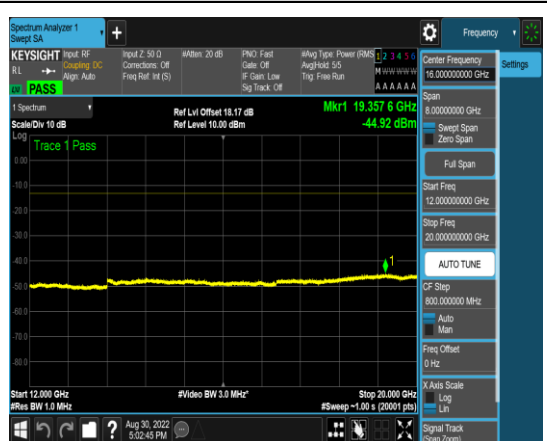 Spectrum Analyzer 1
Swept SA
Frequency
KEYSIGHT
Input: RF
Coupling: DC
Align: Auto
Input Z: 50 Ω
Corrections: Off
Freq Ref: Int (S)
#Atten: 20 dB
PNO: Fast
Gate: Off
IF Gain: Low
Sig Track: Off
#Avg Type: Power (RMS
Avg|Hold: 5/5
Trig: Free Run
1 2 3 4 5 6
M w w w w w
A A A A A A
RL
PASS
1 Spectrum
Scale/Div 10 dB
Ref Lvl Offset 18.17 dB
Ref Level 10.00 dBm
Mkr1 19.357 6 GHz
-44.92 dBm
Log
Trace 1 Pass
0.00
-10.0
-20.0
-30.0
-40.0
-50.0
-60.0
-70.0
-80.0
1
Start 12.000 GHz
#Res BW 1.0 MHz
#Video BW 3.0 MHz*
Stop 20.000 GHz
#Sweep ~1.00 s (20001 pts)
Aug 30, 2022
5:02:45 PM
Center Frequency
16.000000000 GHz
Settings
Span
8.00000000 GHz
Swept Span
Zero Span
Full Span
Start Freq
12.000000000 GHz
Stop Freq
20.000000000 GHz
AUTO TUNE
CF Step
800.000000 MHz
Auto
Man
Freq Offset
0 Hz
X Axis Scale
Log
Lin
Signal Track
(Span Zoom)